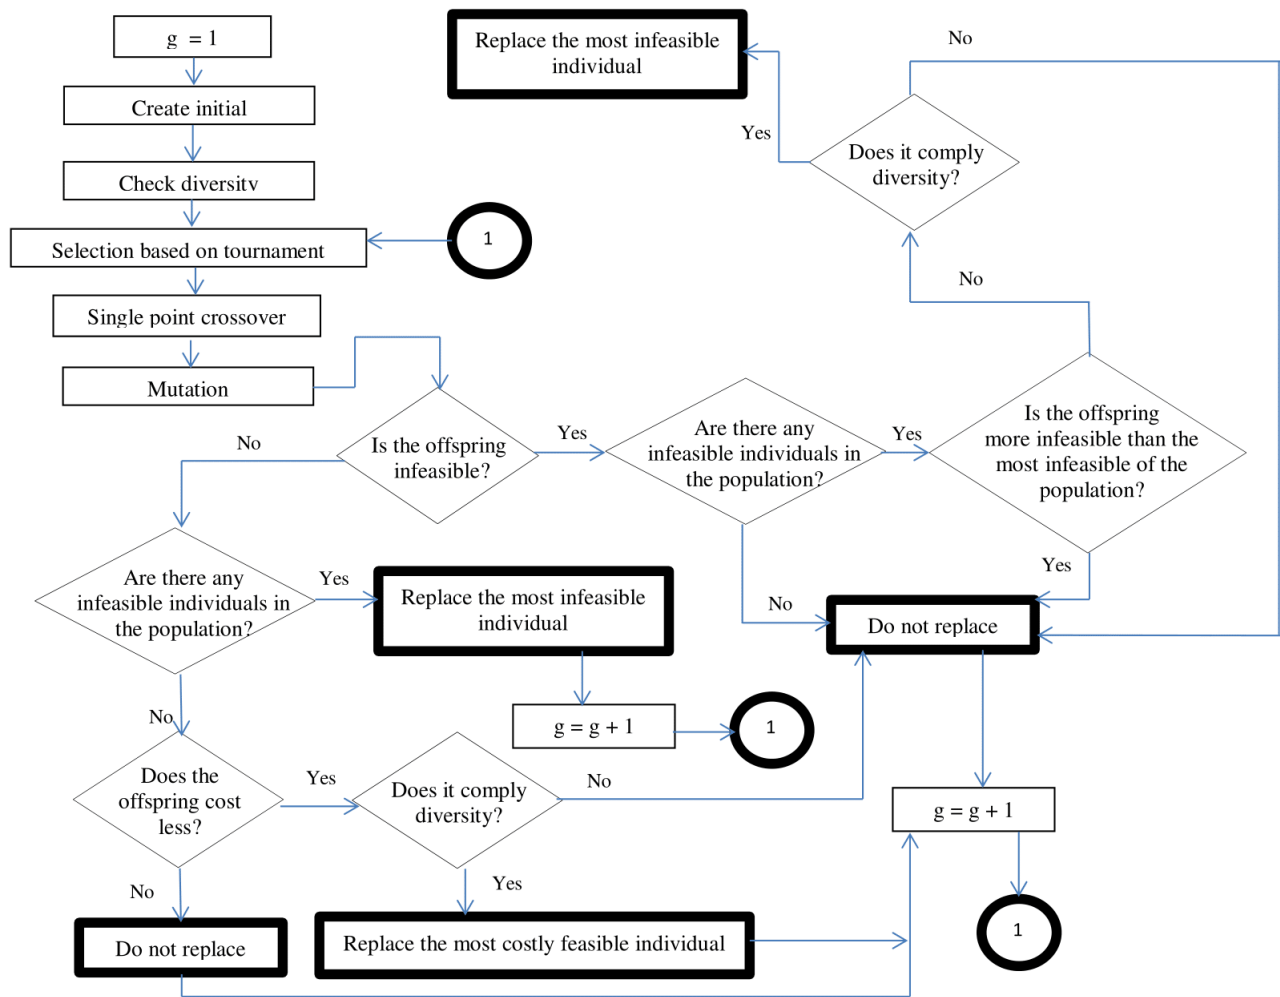 g = 1
Create initial
Check diversity
Selection based on tournament
1
Single point crossover
Mutation
Replace the most infeasible
individual
Yes
No
Does it comply
diversity?
No
Is the offspring
infeasible?
Yes
No
Are there any
infeasible individuals in
the population?
Yes
No
Is the offspring
more infeasible than the
most infeasible of the
population?
Yes
Do not replace
Are there any
infeasible individuals in
the population?
Yes
Replace the most infeasible
individual
g = g + 1
1
No
Does the
offspring cost
less?
Yes
Does it comply
diversity?
No
g = g + 1
1
No
Do not replace
Yes
Replace the most costly feasible individual